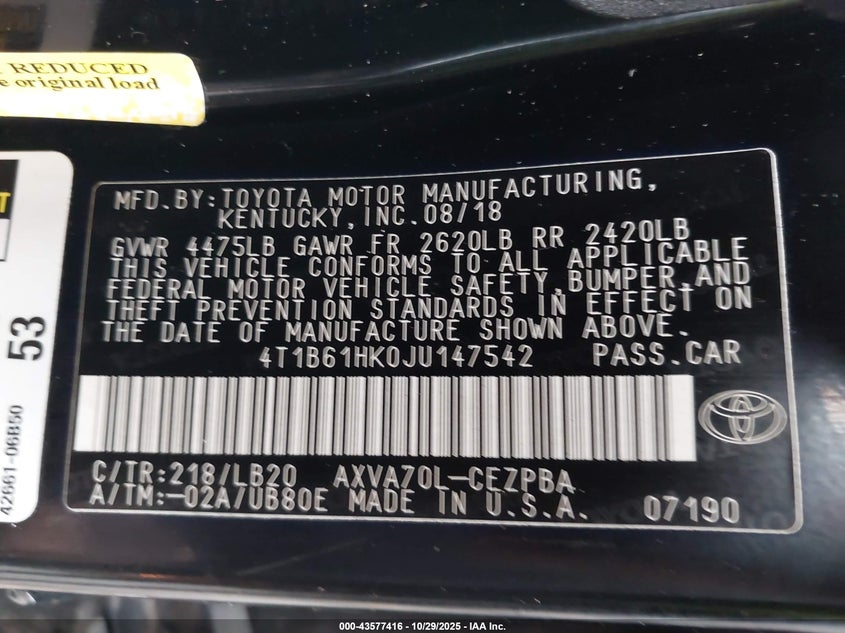 REDUCED
e original load
T
53
42661-06B50
MFD.BY:TOYOTA MOTOR MANUFACTURING,
KENTUCKY,INC.08/18
GVWR 4475LB GAWR FR 2620LB RR 2420LB
THIS VEHICLE CONFORMS TO ALL APPLICABLE
FEDERAL MOTOR VEHICLE SAFETY,BUMPER,AND
THEFT PREVENTION STANDARDS IN EFFECT ON
THE DATE OF MANUFACTURE SHOWN ABOVE.
4T1B61HK0JU147542 PASS.CAR
C/TR:218/LB20 AXVA70L-CEZPBA
A/TM:-02A/UB80E MADE IN U.S.A. 07190
000-43577416 - 10/29/2025 - IAA Inc.